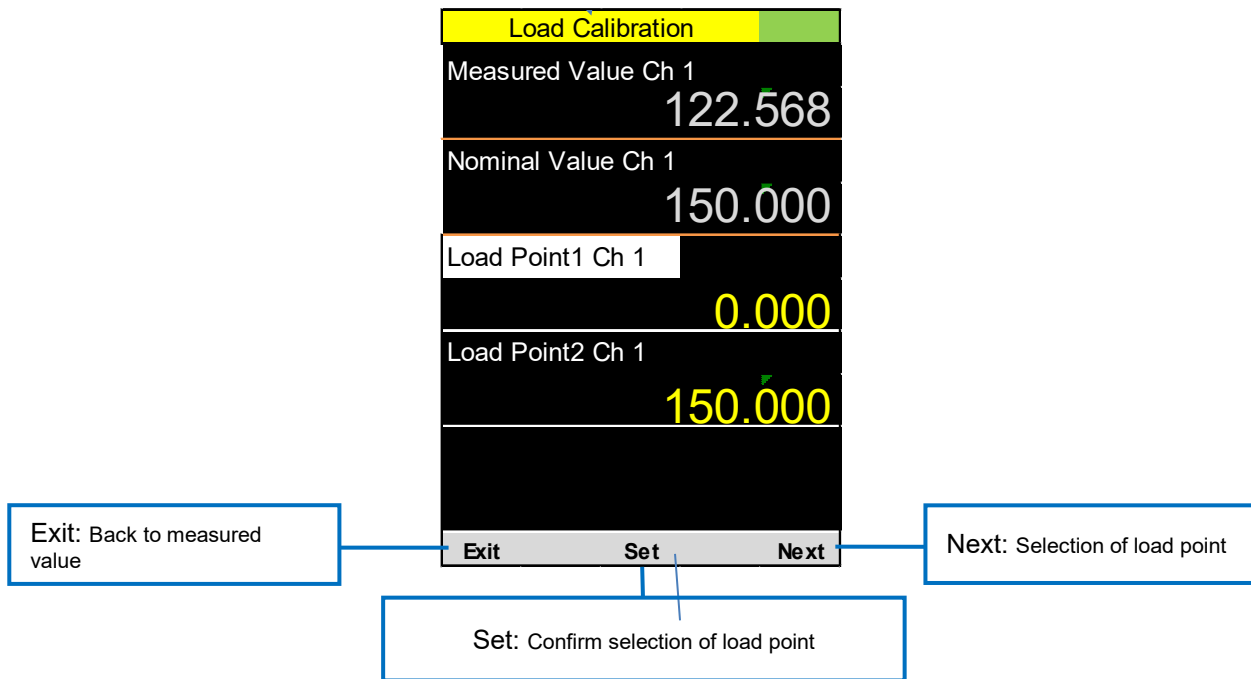 Load Calibration
Measured Value Ch 1
122.568
Nominal Value Ch 1
150.000
Load Point1 Ch 1
0.000
Load Point2 Ch 1
150.000
Exit: Back to measured
value
Exit Set Next
Next: Selection of load point
Set: Confirm selection of load point